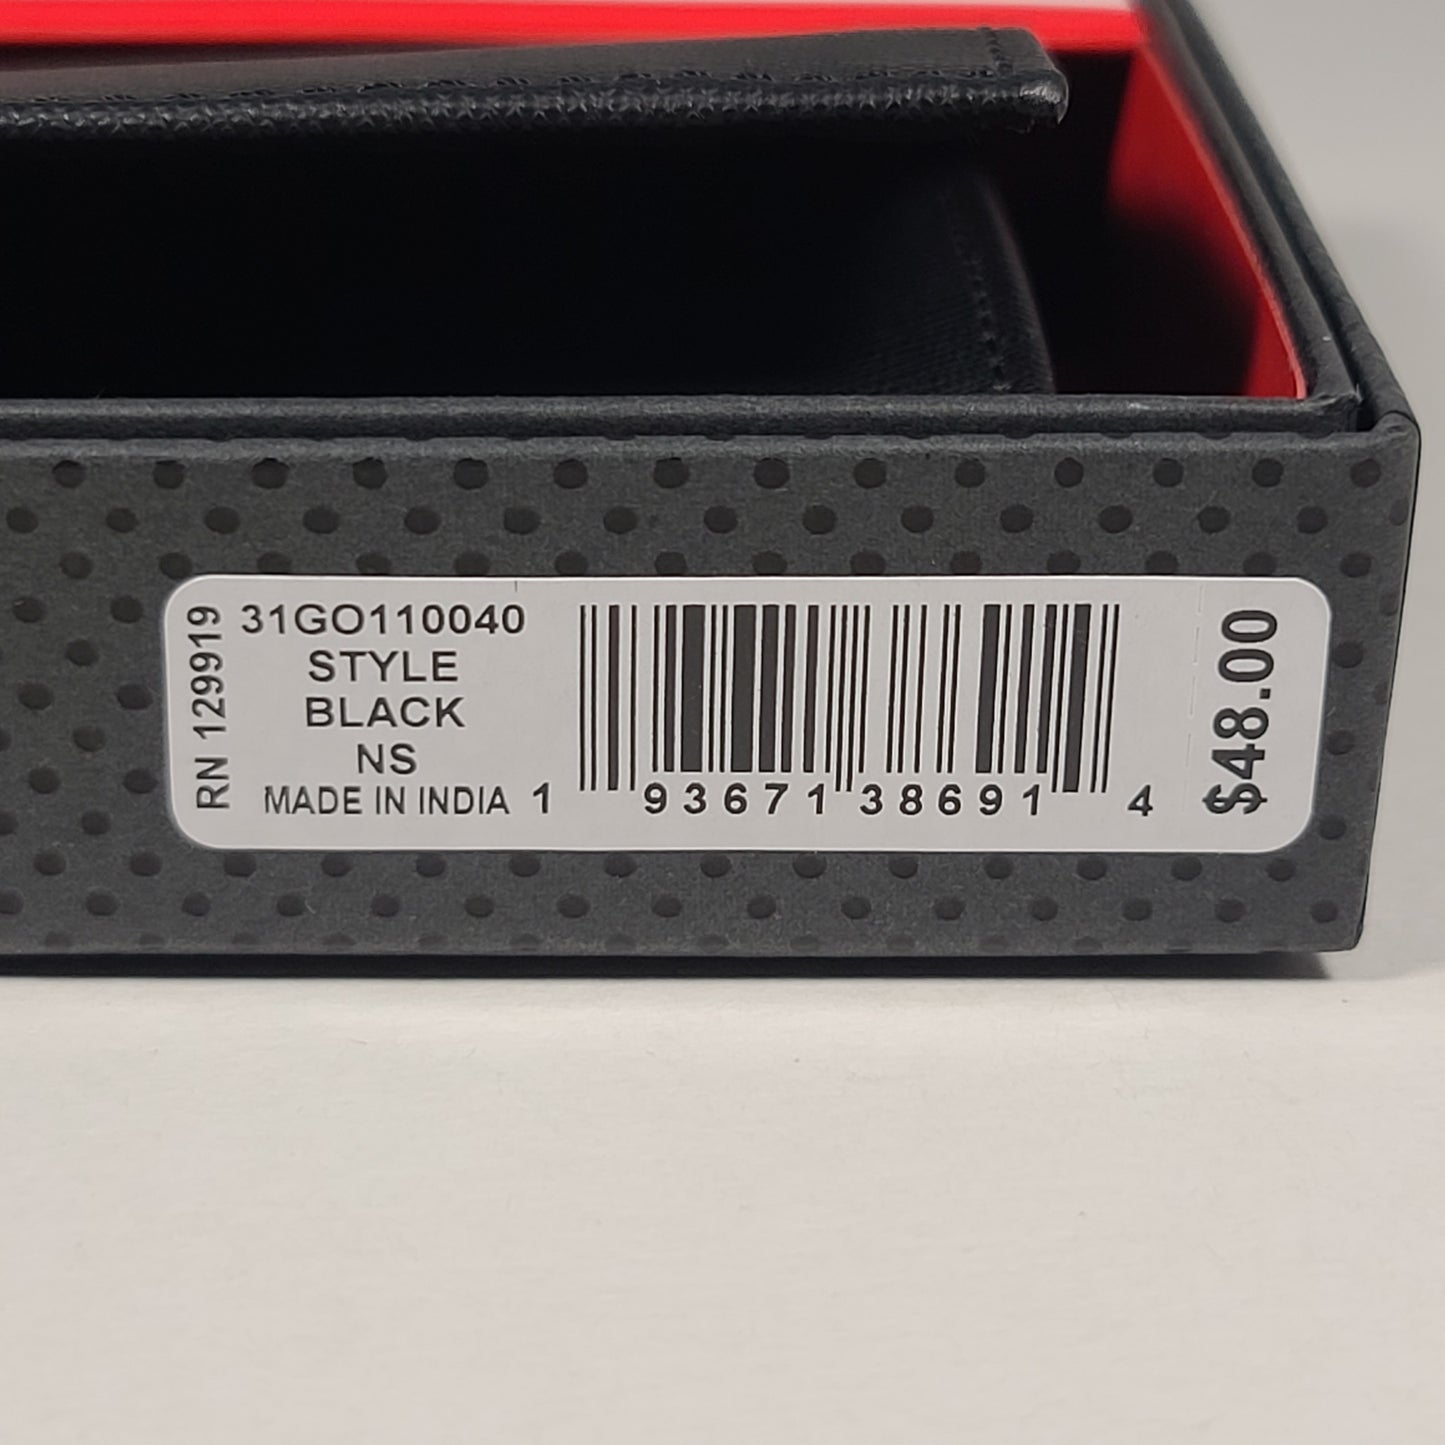 RN 129919
31GO110040
STYLE
BLACK
NS
MADE IN INDIA
1 93671 38691 4
$48.00